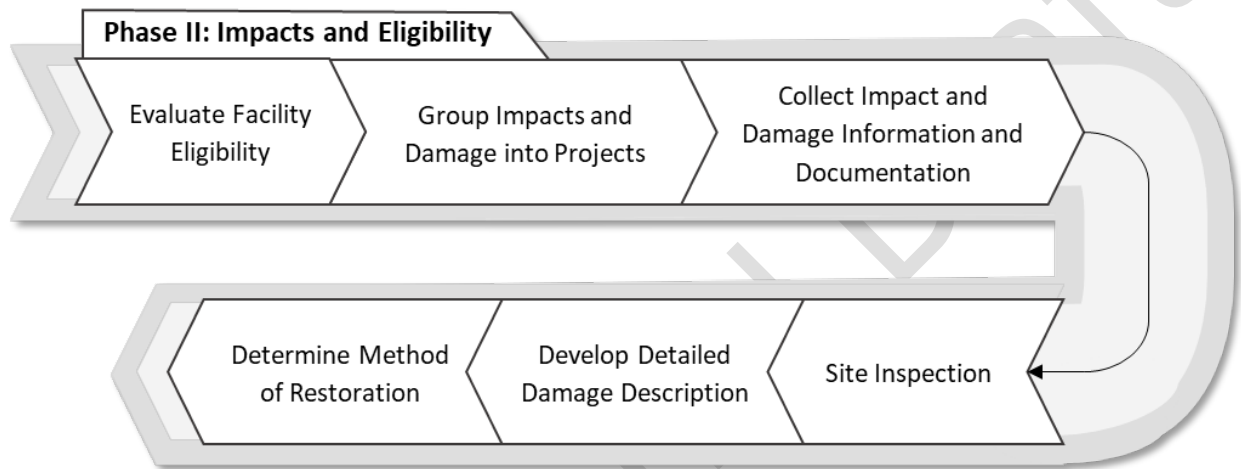 Phase II: Impacts and Eligibility
Evaluate Facility
Eligibility
Group Impacts and
Damage into Projects
Collect Impact and
Damage Information and
Documentation
Site Inspection
Develop Detailed
Damage Description
Determine Method
of Restoration